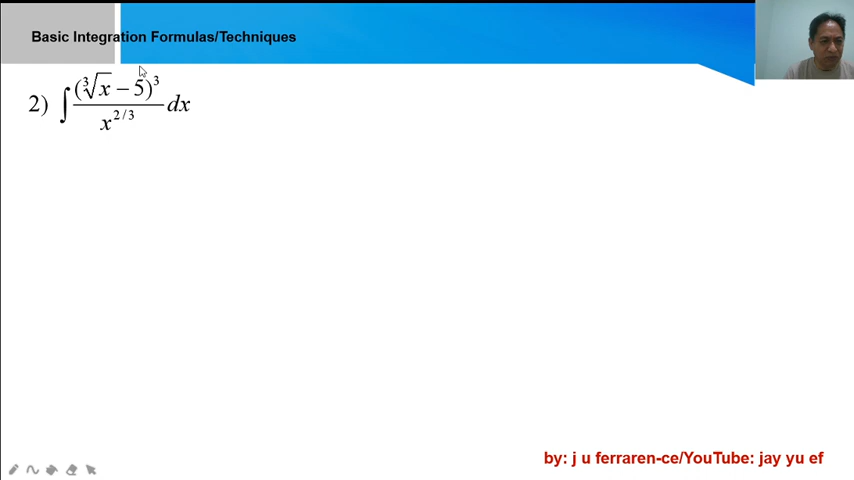 Basic Integration Formulas/Techniques
2) ∫ (∛x − 5)³ / x^{2/3} dx
by: j u ferraren-ce/YouTube: jay yu ef